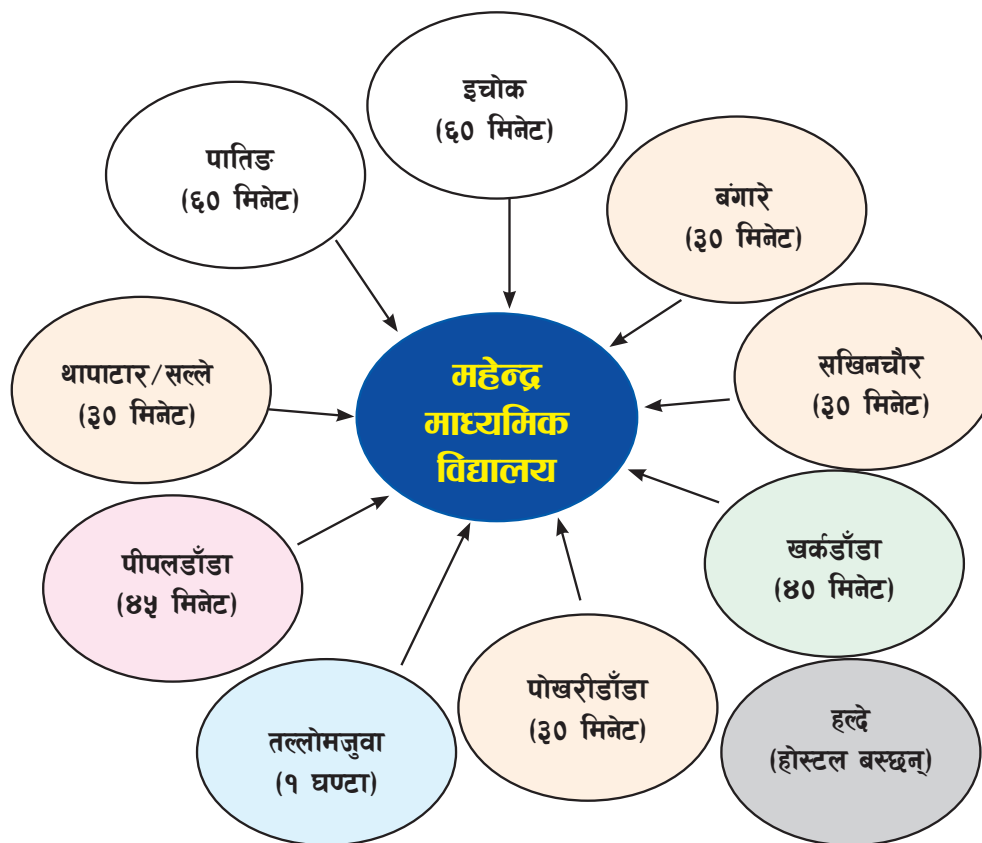 इचोक
(६० मिनेट)
पातिङ
(६० मिनेट)
बंगारे
(३० मिनेट)
थापाटार/सल्ले
(३० मिनेट)
महेन्द्र
माध्यमिक
विद्यालय
सखिनचौर
(३० मिनेट)
पीपलडाँडा
(४५ मिनेट)
खर्कडाँडा
(४० मिनेट)
तल्लोमजुवा
(१ घण्टा)
पोखरीडाँडा
(३० मिनेट)
हल्दे
(होस्टल बस्छन्)